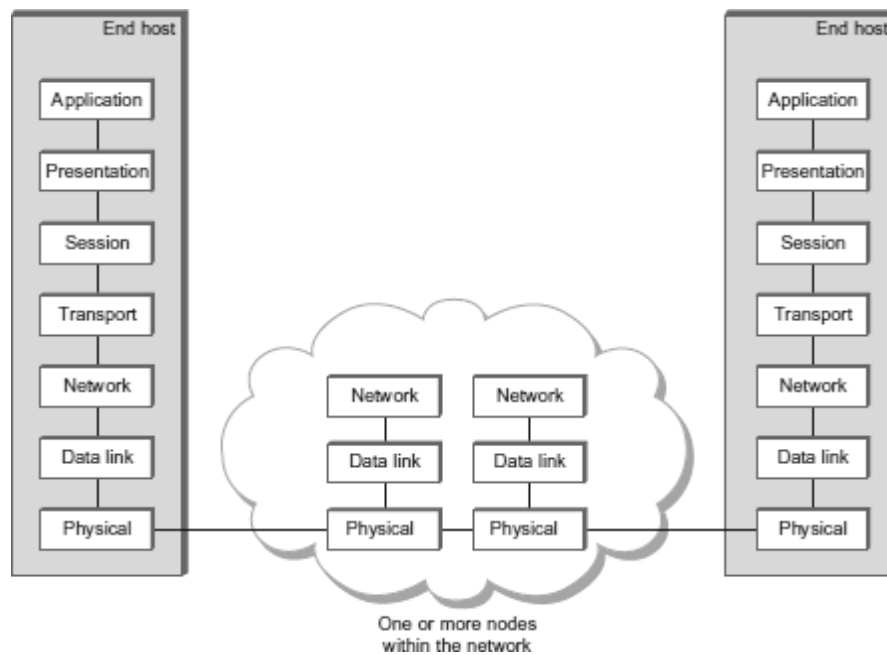 End host
Application
Presentation
Session
Transport
Network
Data link
Physical
Network
Data link
Physical
Network
Data link
Physical
One or more nodes
within the network
End host
Application
Presentation
Session
Transport
Network
Data link
Physical